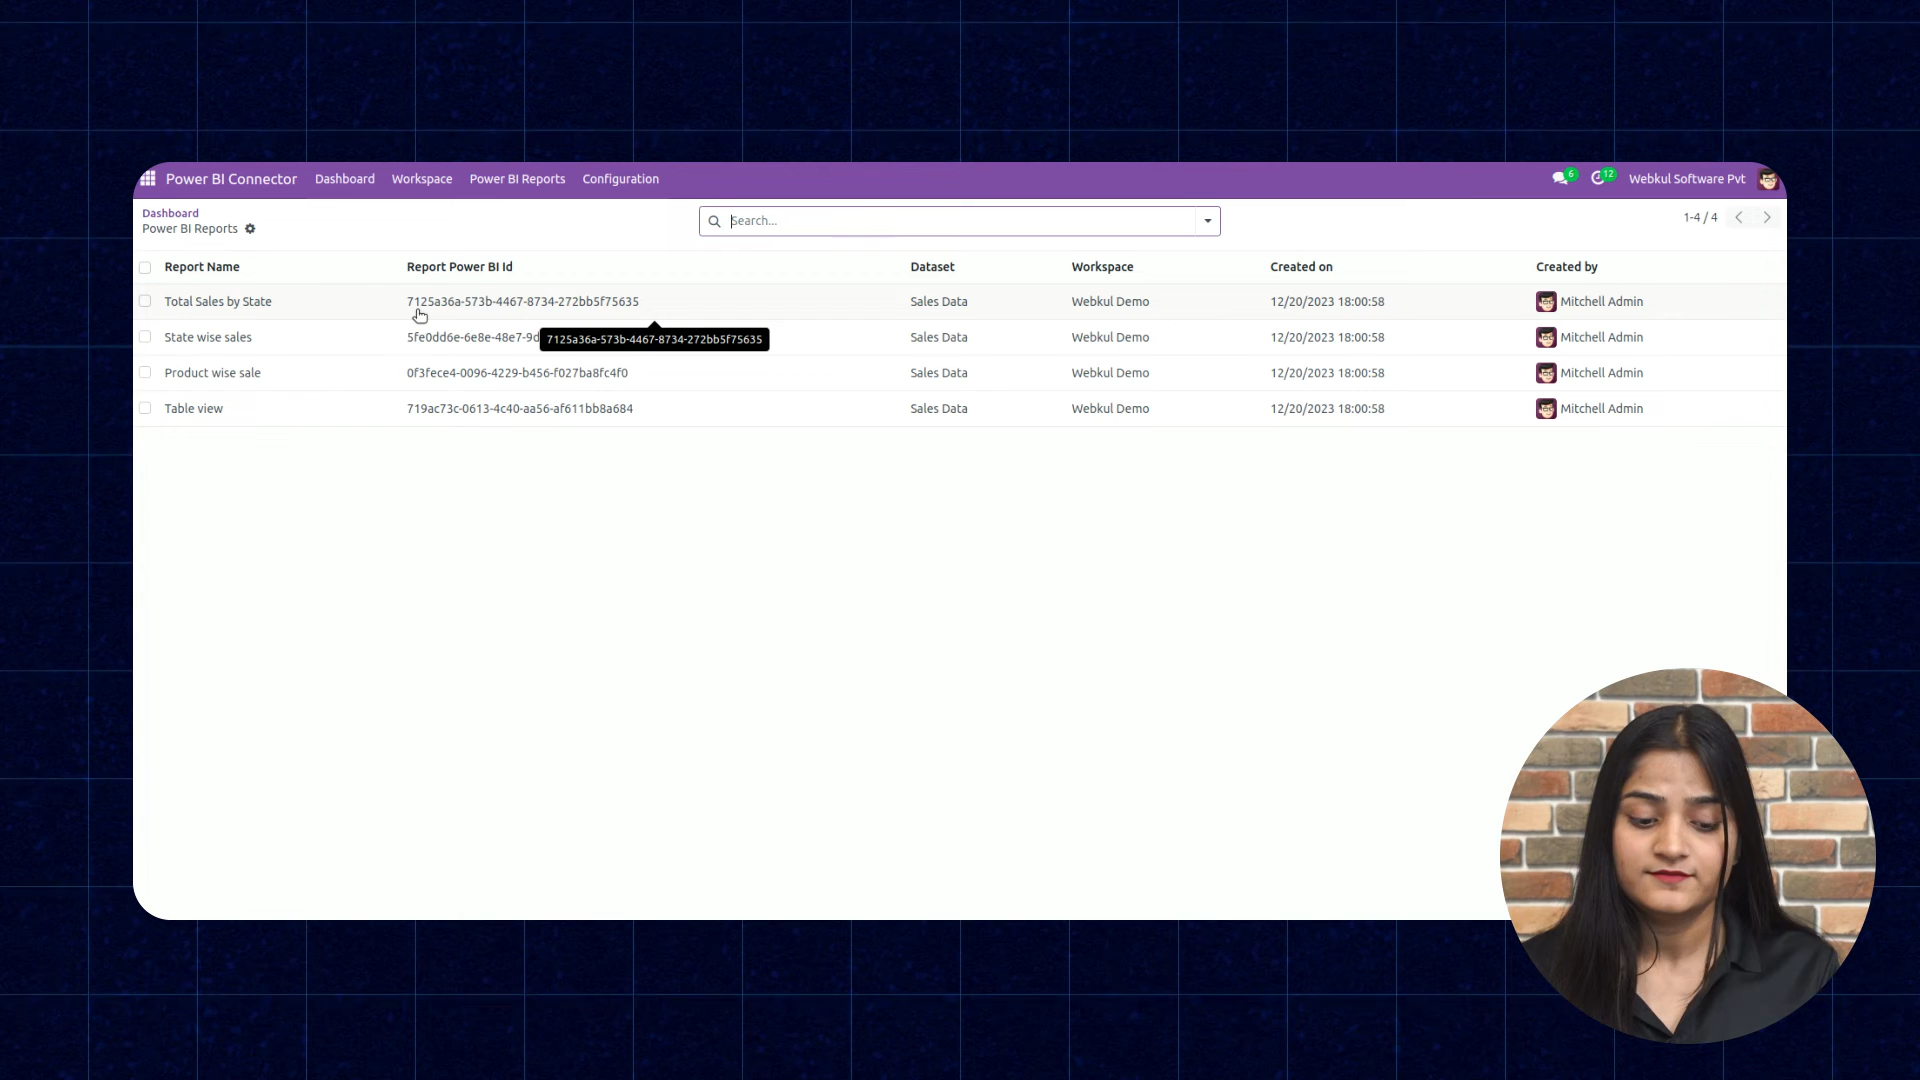 Power BI Connector Dashboard Workspace Power BI Reports Configuration 6 12 Webkul Software Pvt
Dashboard
Power BI Reports
Search...
1-4 / 4
Report Name Report Power BI Id Dataset Workspace Created on Created by
Total Sales by State 7125a36a-573b-4467-8734-272bb5f75635 Sales Data Webkul Demo 12/20/2023 18:00:58 Mitchell Admin
State wise sales 5fe0dd6e-6e8e-48e7-9d Sales Data Webkul Demo 12/20/2023 18:00:58 Mitchell Admin
7125a36a-573b-4467-8734-272bb5f75635
Product wise sale 0f3fece4-0096-4229-b456-f027ba8fc4f0 Sales Data Webkul Demo 12/20/2023 18:00:58 Mitchell Admin
Table view 719ac73c-0613-4c40-aa56-af611bb8a684 Sales Data Webkul Demo 12/20/2023 18:00:58 Mitchell Admin